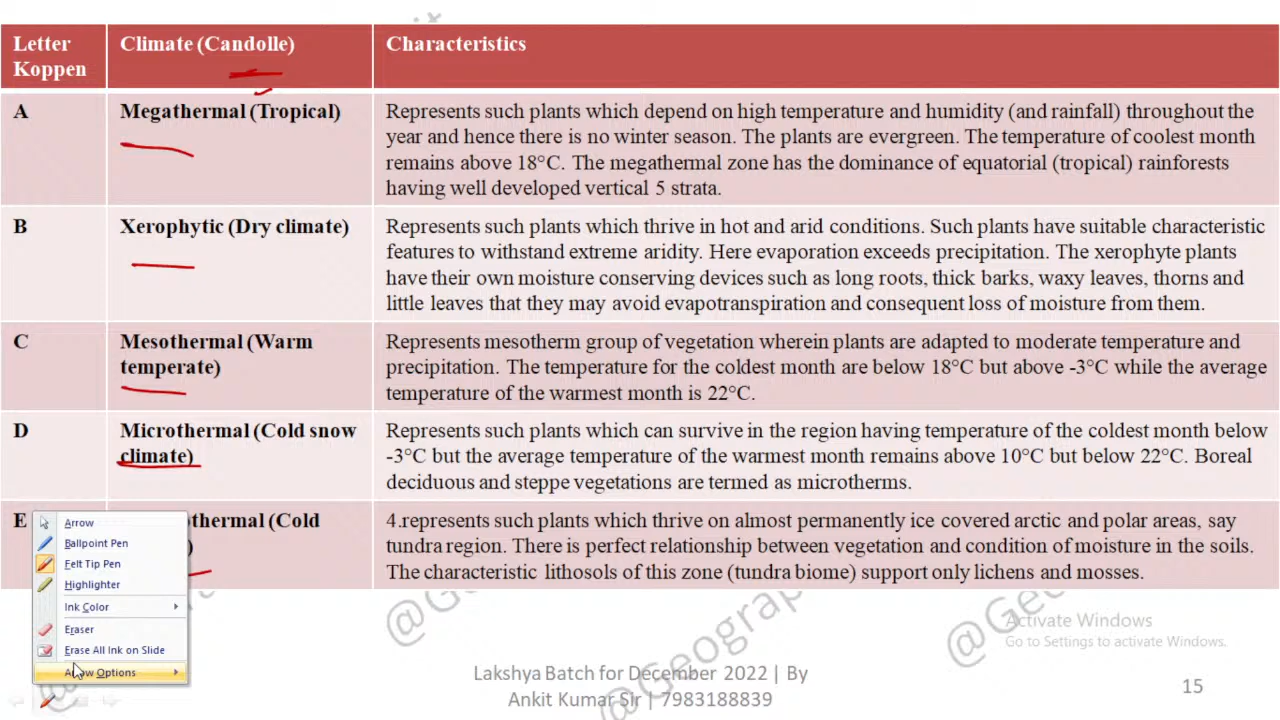 Letter Koppen
Climate (Candolle)
Characteristics
A
Megathermal (Tropical)
Represents such plants which depend on high temperature and humidity (and rainfall) throughout the
year and hence there is no winter season. The plants are evergreen. The temperature of coolest month
remains above 18°C. The megathermal zone has the dominance of equatorial (tropical) rainforests
having well developed vertical 5 strata.
B
Xerophytic (Dry climate)
Represents such plants which thrive in hot and arid conditions. Such plants have suitable characteristic
features to withstand extreme aridity. Here evaporation exceeds precipitation. The xerophyte plants
have their own moisture conserving devices such as long roots, thick barks, waxy leaves, thorns and
little leaves that they may avoid evapotranspiration and consequent loss of moisture from them.
C
Mesothermal (Warm
temperate)
Represents mesotherm group of vegetation wherein plants are adapted to moderate temperature and
precipitation. The temperature for the coldest month are below 18°C but above -3°C while the average
temperature of the warmest month is 22°C.
D
Microthermal (Cold snow
climate)
Represents such plants which can survive in the region having temperature of the coldest month below
-3°C but the average temperature of the warmest month remains above 10°C but below 22°C. Boreal
deciduous and steppe vegetations are termed as microtherms.
E
othermal (Cold
)
4.represents such plants which thrive on almost permanently ice covered arctic and polar areas, say
tundra region. There is perfect relationship between vegetation and condition of moisture in the soils.
The characteristic lithosols of this zone (tundra biome) support only lichens and mosses.
Arrow
Ballpoint Pen
Felt Tip Pen
Highlighter
Ink Color
Eraser
Erase All Ink on Slide
Arrow Options
@Geograp
@Geo
Activate Windows
Go to Settings to activate Windows.
Lakshya Batch for December 2022 | By
Ankit Kumar Sir | 7983188839
15